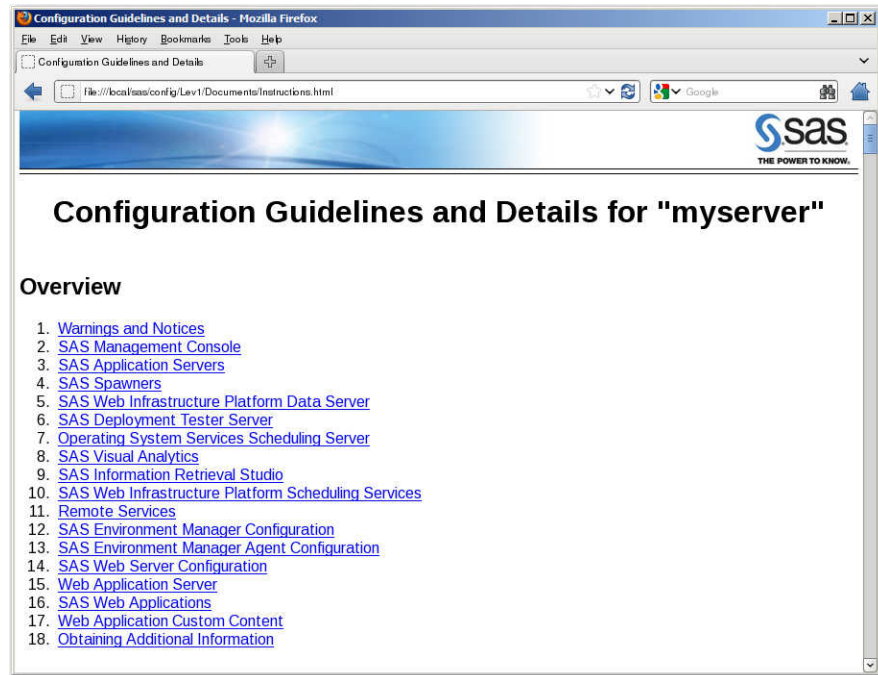 Configuration Guidelines and Details - Mozilla Firefox
File Edit View History Bookmarks Tools Help
Configuration Guidelines and Details
file:///local/sas/config/Lev1/Documents/Instructions.html
Google
sas
THE POWER TO KNOW.
Configuration Guidelines and Details for "myserver"
Overview
1. Warnings and Notices
2. SAS Management Console
3. SAS Application Servers
4. SAS Spawners
5. SAS Web Infrastructure Platform Data Server
6. SAS Deployment Tester Server
7. Operating System Services Scheduling Server
8. SAS Visual Analytics
9. SAS Information Retrieval Studio
10. SAS Web Infrastructure Platform Scheduling Services
11. Remote Services
12. SAS Environment Manager Configuration
13. SAS Environment Manager Agent Configuration
14. SAS Web Server Configuration
15. Web Application Server
16. SAS Web Applications
17. Web Application Custom Content
18. Obtaining Additional Information